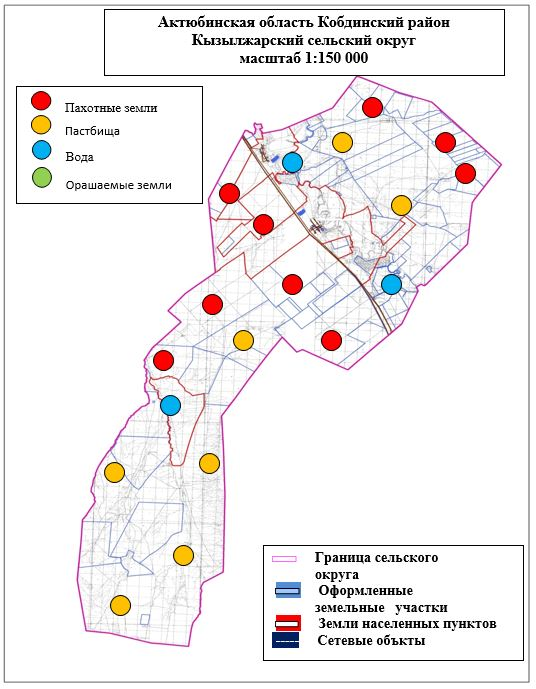 Актюбинская область Кобдинский район
Кызылжарский сельский округ
масштаб 1:150 000
Пахотные земли
Пастбища
Вода
Орашаемые земли
Граница сельского
округа
Оформленные
земельные участки
Земли населенных пунктов
Сетевые объкты